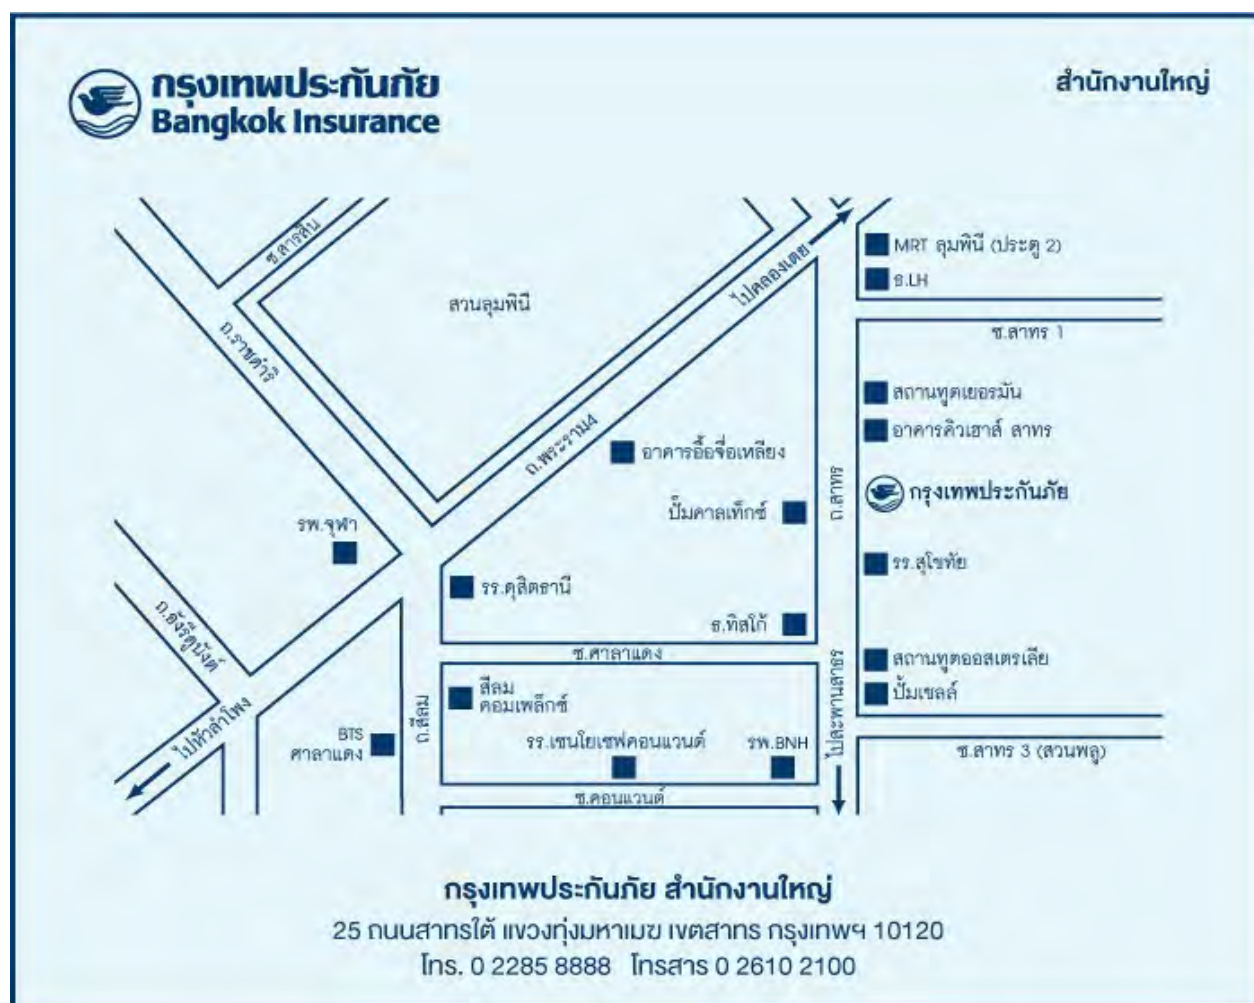 กรุงเทพประกันภัย
Bangkok Insurance
สำนักงานใหญ่
ซ.สารสิน
MRT ลุมพินี (ประตู 2)
ธ.LH
ไปคลองเตย
สวนลุมพินี
ถ.ราชดำริ
ซ.สาทร 1
สถานทูตเยอรมัน
อาคารคิวเฮาส์ สาทร
ถ.พระราม4
อาคารอื้อจื่อเหลียง
ปั๊มคาลเท็กซ์
ถ.สาทร
กรุงเทพประกันภัย
รพ.จุฬา
รร.ดุสิตธานี
รร.สุโขทัย
ธ.ทิสโก้
ถ.อังรีดูนังต์
ซ.ศาลาแดง
สถานทูตออสเตรเลีย
ปั๊มเชลล์
สีลม
คอมเพล็กซ์
ถ.สีลม
ไปหัวลำโพง
BTS
ศาลาแดง
รร.เซนโยเซฟคอนแวนต์
รพ.BNH
ไปสะพานสาธร
ซ.สาทร 3 (สวนพลู)
ซ.คอนแวนต์
กรุงเทพประกันภัย สำนักงานใหญ่
25 ถนนสาทรใต้ แขวงทุ่งมหาเมฆ เขตสาทร กรุงเทพฯ 10120
โทร. 0 2285 8888 โทรสาร 0 2610 2100